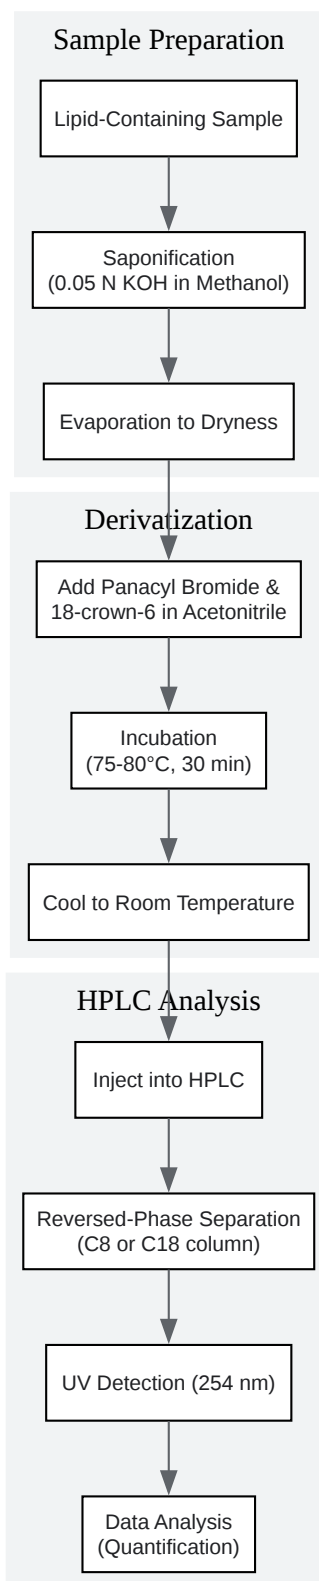 Sample Preparation
Lipid-Containing Sample
Saponification
(0.05 N KOH in Methanol)
Evaporation to Dryness
Derivatization
Add Panacyl Bromide &
18-crown-6 in Acetonitrile
Incubation
(75-80°C, 30 min)
Cool to Room Temperature
HPLC Analysis
Inject into HPLC
Reversed-Phase Separation
(C8 or C18 column)
UV Detection (254 nm)
Data Analysis
(Quantification)